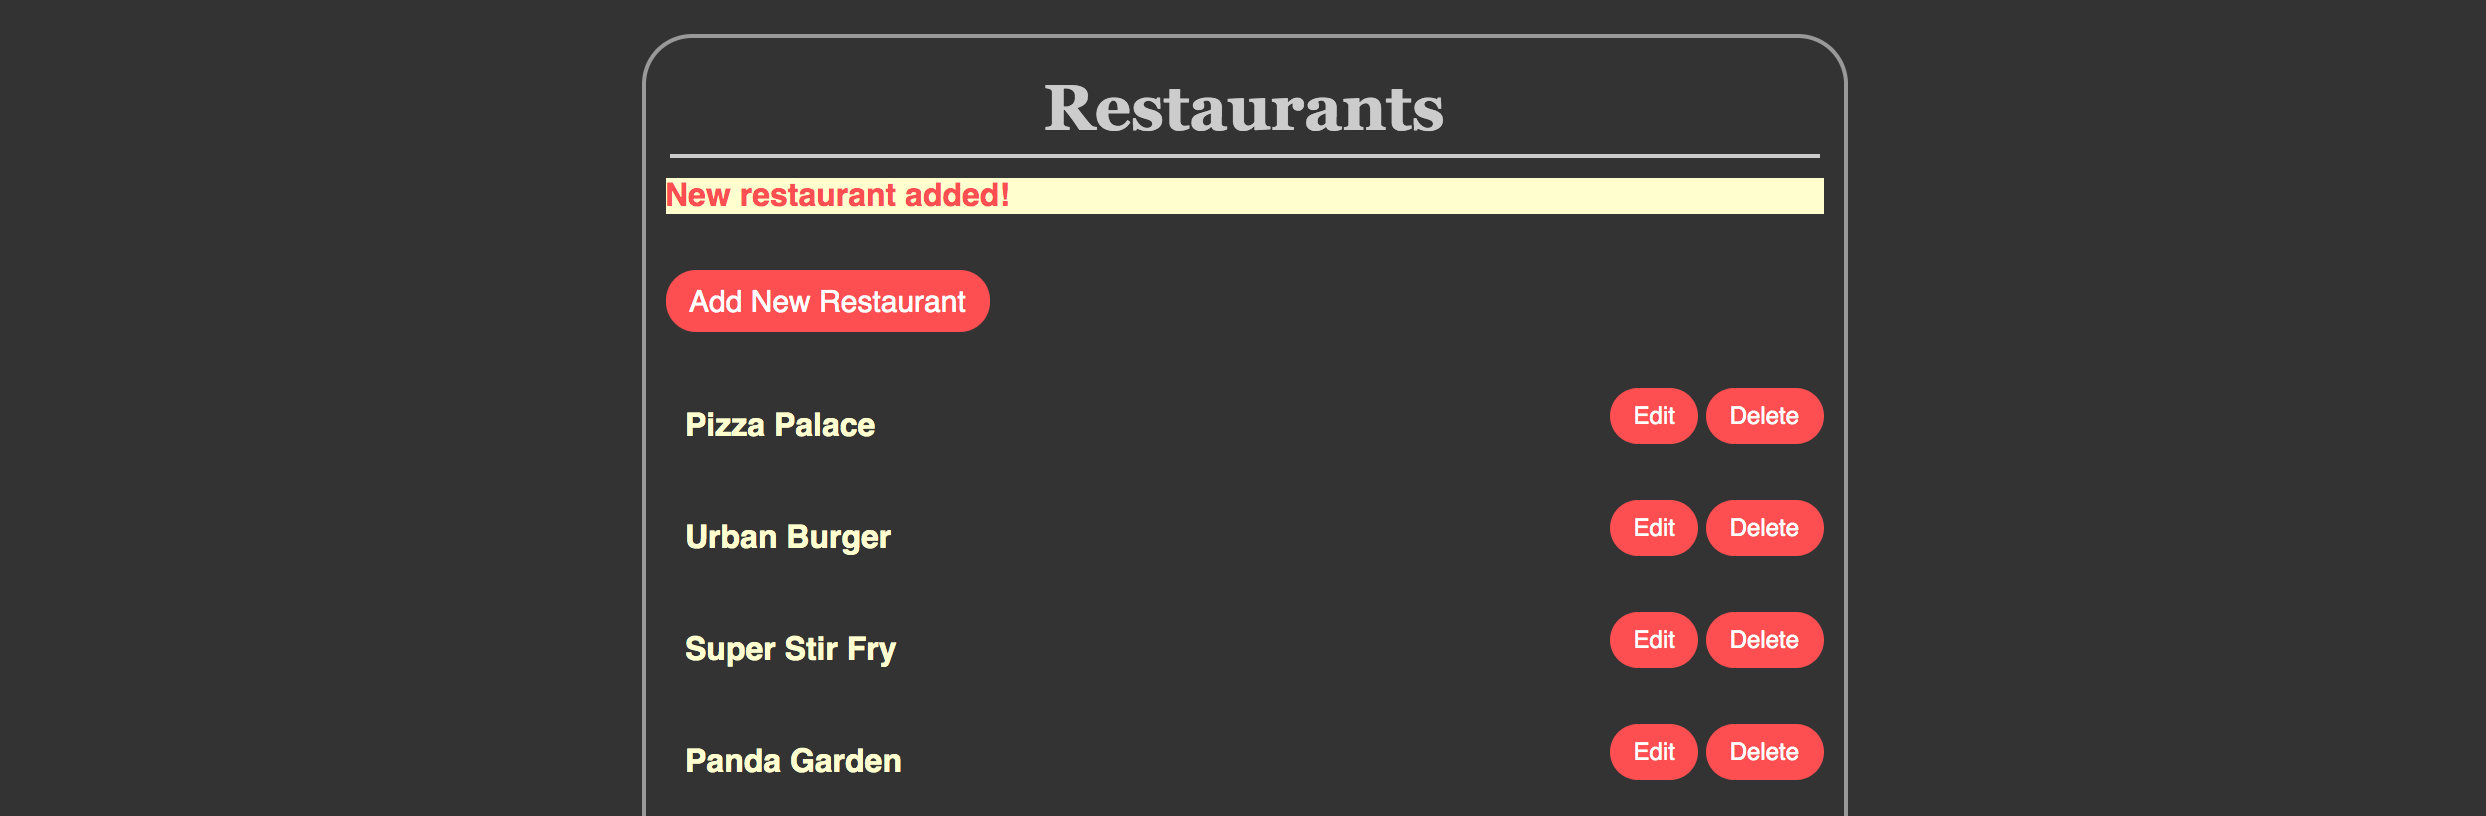 Restaurants
New restaurant added!
Add New Restaurant
Pizza Palace Edit Delete
Urban Burger Edit Delete
Super Stir Fry Edit Delete
Panda Garden Edit Delete